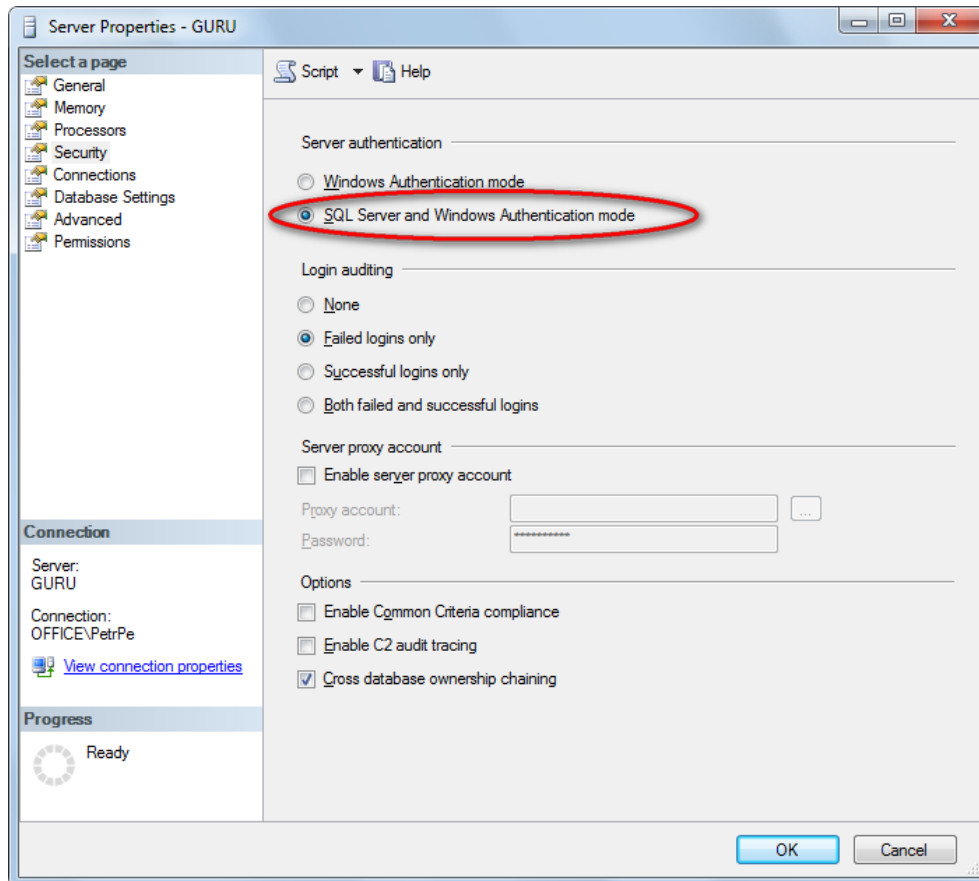 Server Properties - GURU
Select a page
General
Memory
Processors
Security
Connections
Database Settings
Advanced
Permissions
Script Help
Server authentication
Windows Authentication mode
SQL Server and Windows Authentication mode
Login auditing
None
Failed logins only
Successful logins only
Both failed and successful logins
Server proxy account
Enable server proxy account
Proxy account:
...
Password:
**********
Options
Enable Common Criteria compliance
Enable C2 audit tracing
Cross database ownership chaining
Connection
Server:
GURU
Connection:
OFFICE\PetrPe
View connection properties
Progress
Ready
OK Cancel